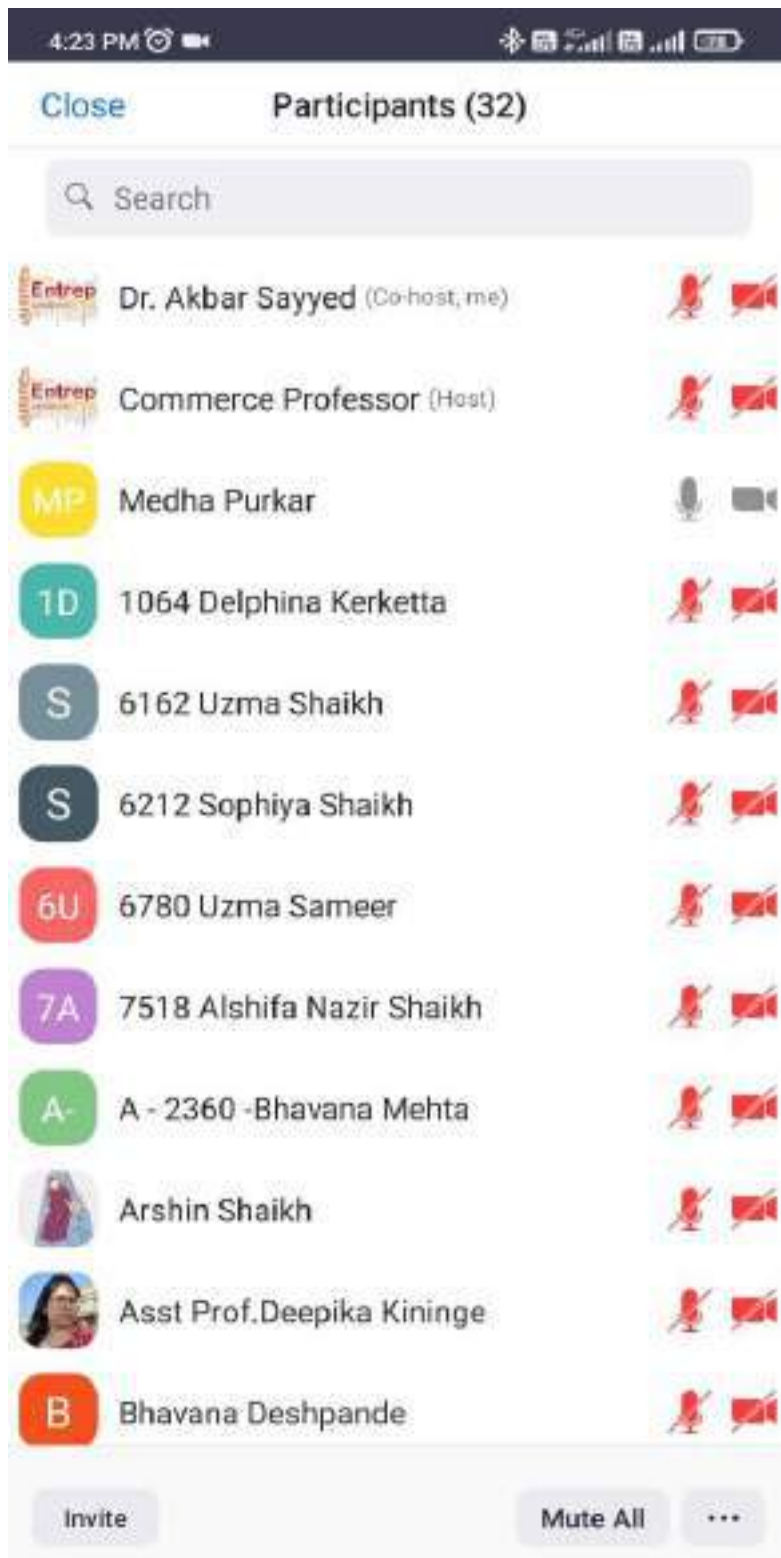 4:23 PM
Close Participants (32)
Search
Entrep Dr. Akbar Sayyed (Co-host, me)
Entrep Commerce Professor (Host)
MP Medha Purkar
1D 1064 Delphina Kerketta
S 6162 Uzma Shaikh
S 6212 Sophiya Shaikh
6U 6780 Uzma Sameer
7A 7518 Alshifa Nazir Shaikh
A- A - 2360 -Bhavana Mehta
Arshin Shaikh
Asst Prof.Deepika Kininge
B Bhavana Deshpande
Invite Mute All ...